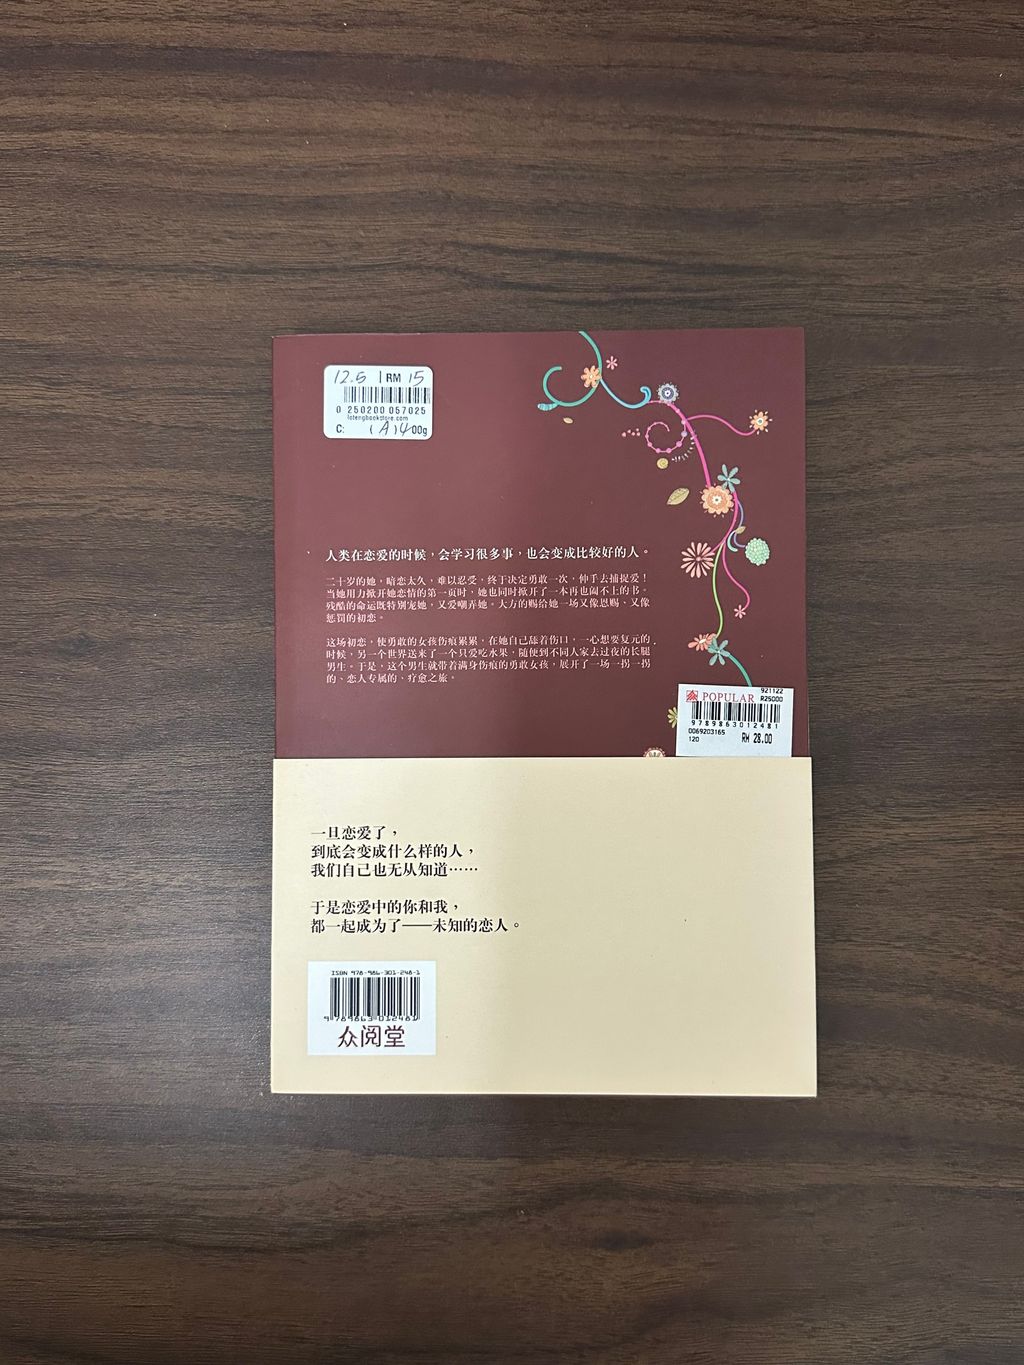 12.5 | RM 15
0 250200 057025
lotengbookstore.com
C: (A)400g
人类在恋爱的时候，会学习很多事，也会变成比较好的人。
二十岁的她，暗恋太久，难以忍受，终于决定勇敢一次，伸手去捕捉爱！
当她用力掀开她恋情的第一页时，她也同时掀开了一本再也阖不上的书。
残酷的命运既特别宠她，又爱嘲弄她。大方的赐给她一场又像恩赐、又像
惩罚的初恋。
这场初恋，使勇敢的女孩伤痕累累，在她自己舔着伤口，一心想要复元的
时候，另一个世界送来了一个只爱吃水果，随便到不同人家去过夜的长腿
男生。于是，这个男生就带着满身伤痕的勇敢女孩，展开了一场一拐一拐
的、恋人专属的、疗愈之旅。
POPULAR
921122
R25000
9789863012481
0069203165
120
RM 28.00
一旦恋爱了，
到底会变成什么样的人，
我们自己也无从知道……
于是恋爱中的你和我，
都一起成为了——未知的恋人。
ISBN 978-986-301-248-1
9789863012481
众阅堂